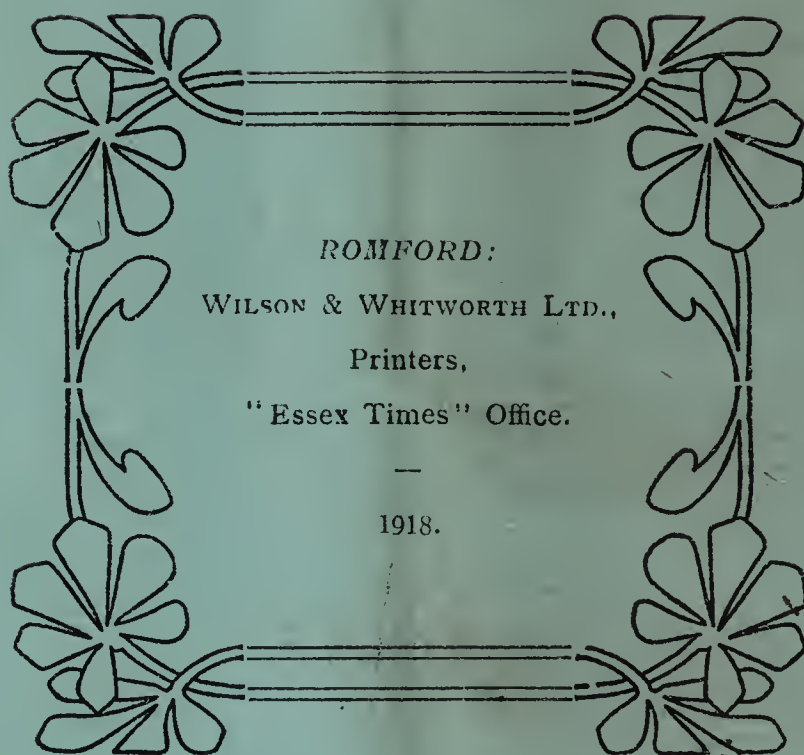 ROMFORD:
WILSON & WHITWORTH LTD.,
Printers,
"Essex Times" Office.
—
1918.